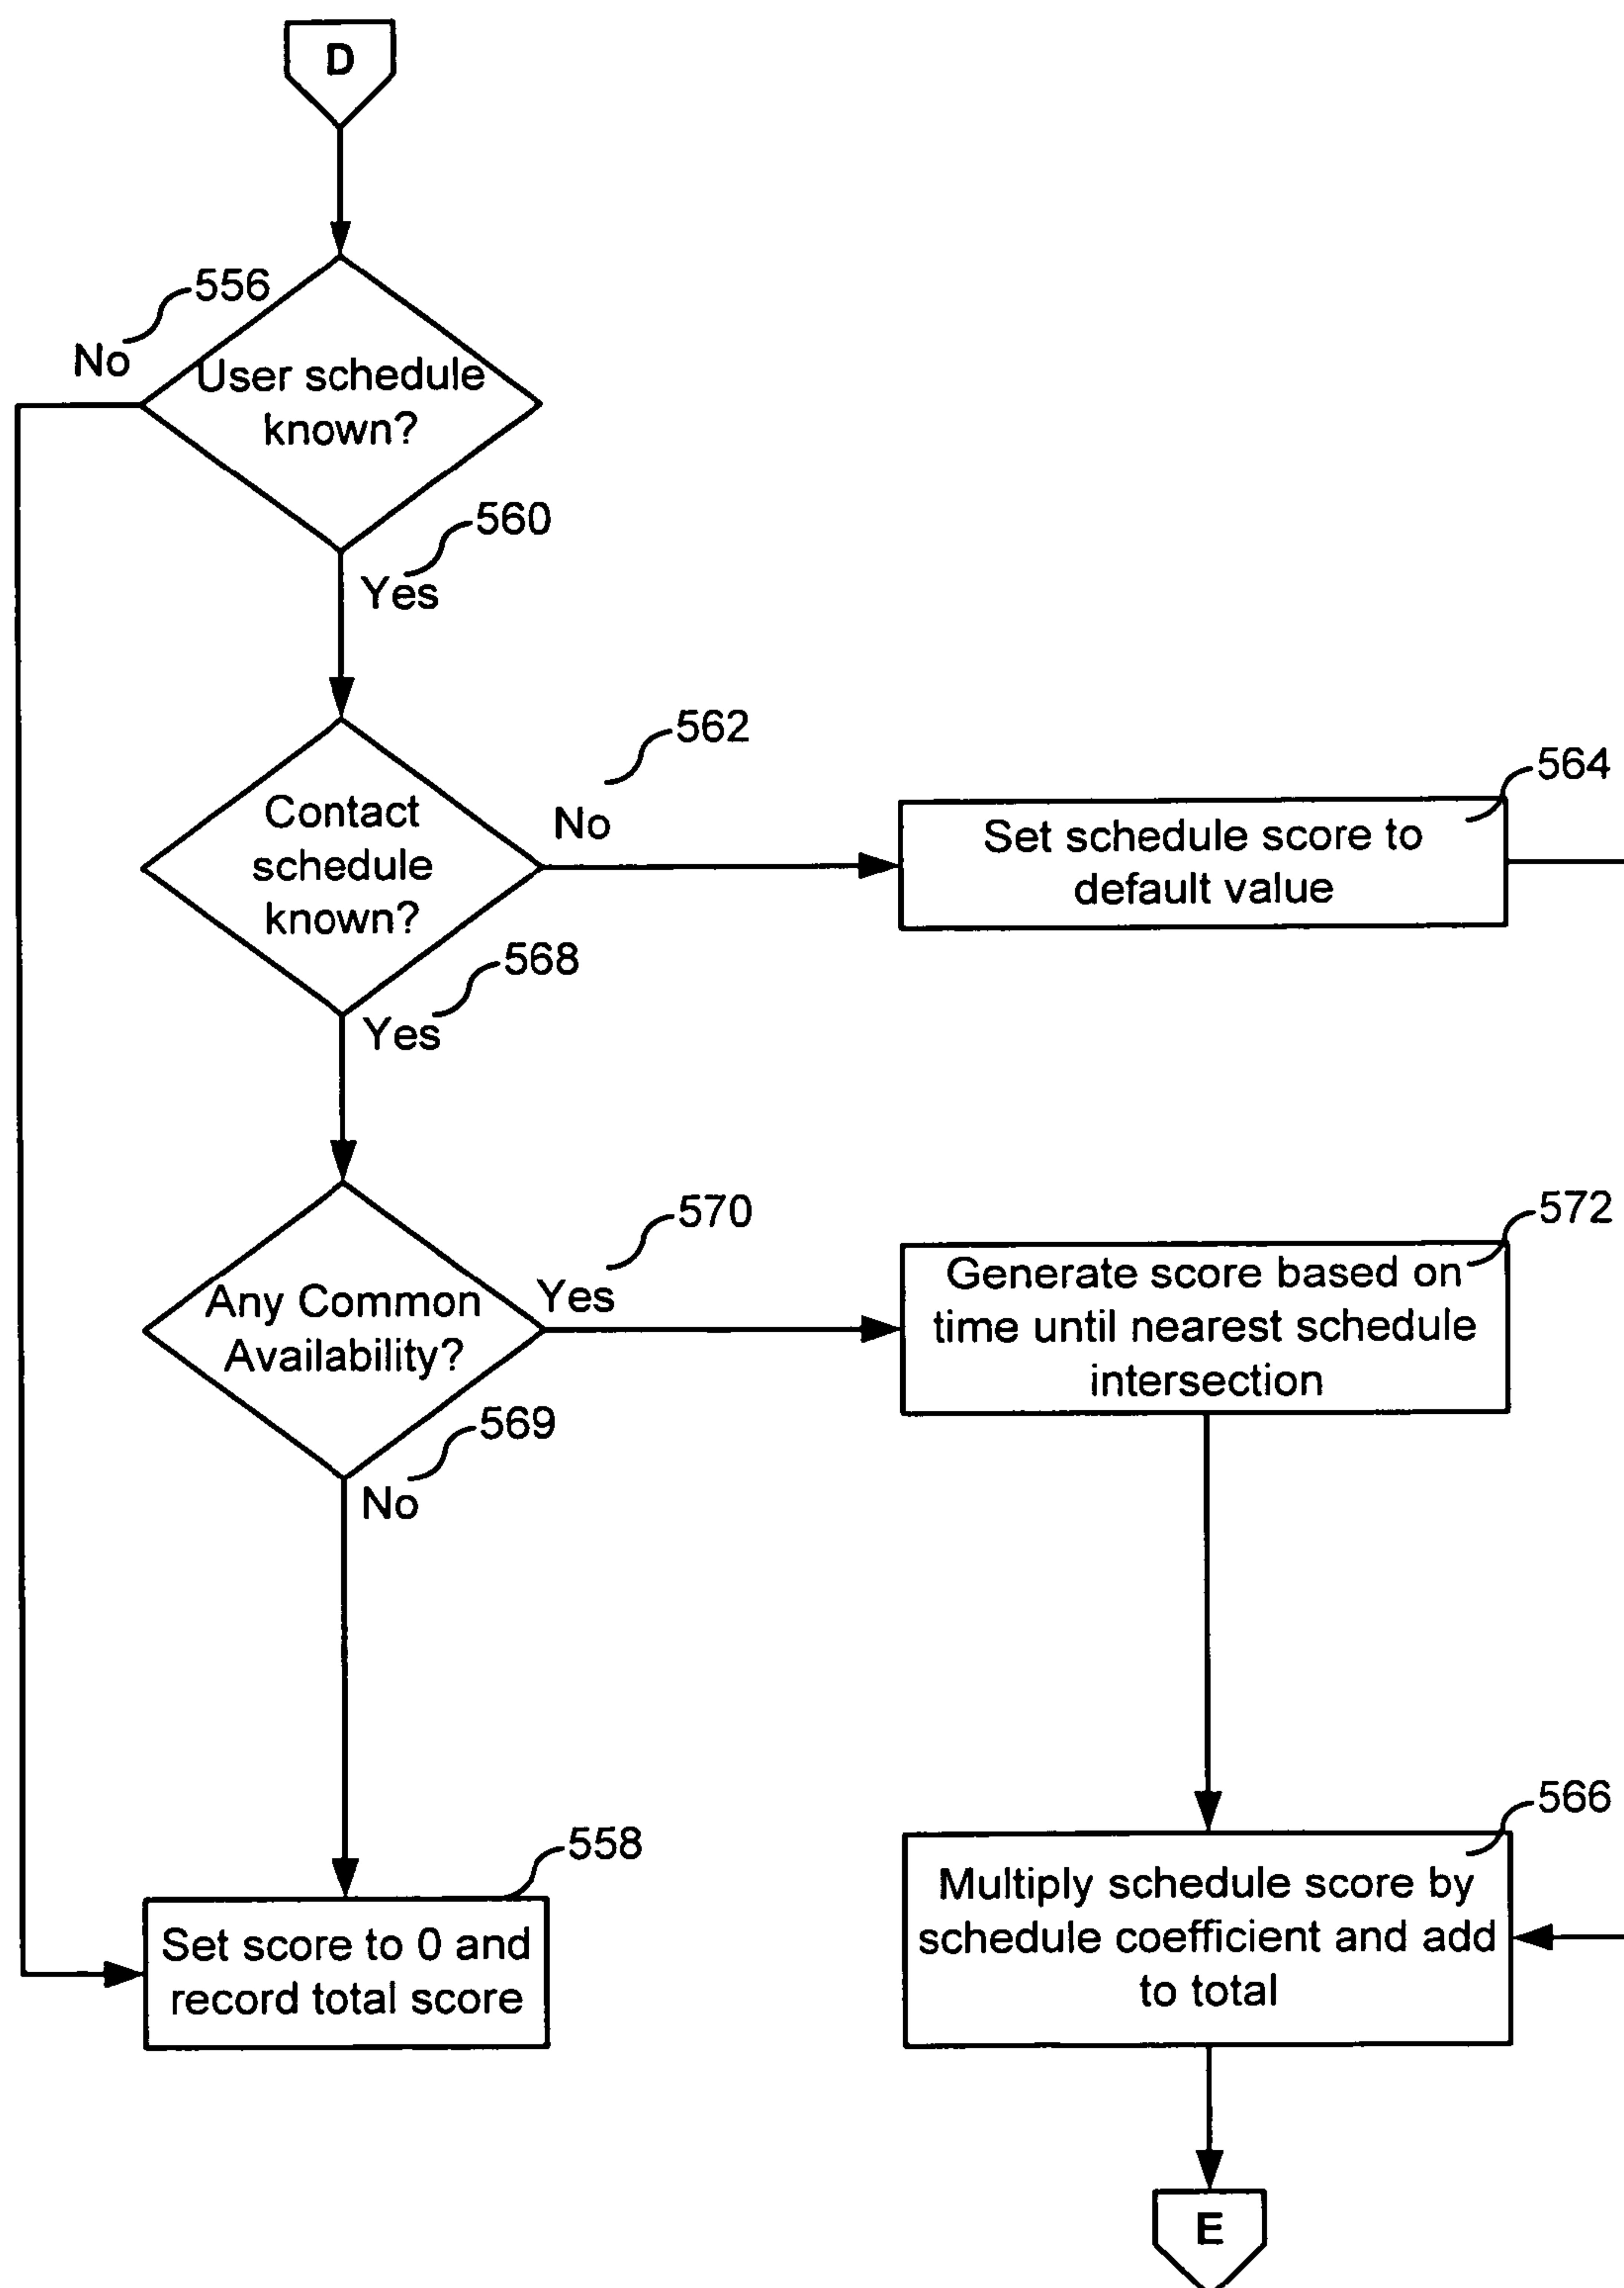 D
556
No
User schedule
known?
560
Yes
562
Contact
schedule
known?
No
564
Set schedule score to
default value
568
Yes
570
Any Common
Availability?
Yes
572
Generate score based on
time until nearest schedule
intersection
569
No
558
Set score to 0 and
record total score
566
Multiply schedule score by
schedule coefficient and add
to total
E